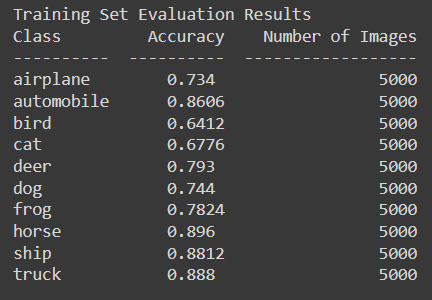 Training Set Evaluation Results
Class Accuracy Number of Images
---------- ---------- ------------------
airplane 0.734 5000
automobile 0.8606 5000
bird 0.6412 5000
cat 0.6776 5000
deer 0.793 5000
dog 0.744 5000
frog 0.7824 5000
horse 0.896 5000
ship 0.8812 5000
truck 0.888 5000